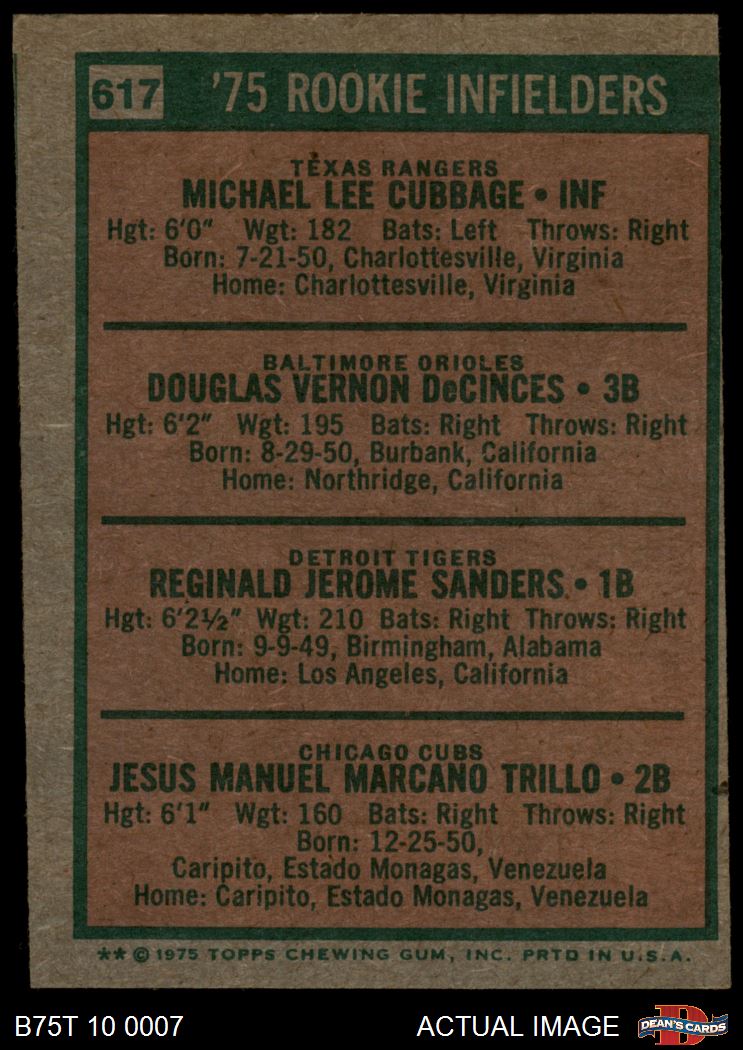 617 '75 ROOKIE INFIELDERS
TEXAS RANGERS
MICHAEL LEE CUBBAGE • INF
Hgt: 6'0" Wgt: 182 Bats: Left Throws: Right
Born: 7-21-50, Charlottesville, Virginia
Home: Charlottesville, Virginia
BALTIMORE ORIOLES
DOUGLAS VERNON DeCINCES • 3B
Hgt: 6'2" Wgt: 195 Bats: Right Throws: Right
Born: 8-29-50, Burbank, California
Home: Northridge, California
DETROIT TIGERS
REGINALD JEROME SANDERS • 1B
Hgt: 6'2½" Wgt: 210 Bats: Right Throws: Right
Born: 9-9-49, Birmingham, Alabama
Home: Los Angeles, California
CHICAGO CUBS
JESUS MANUEL MARCANO TRILLO • 2B
Hgt: 6'1" Wgt: 160 Bats: Right Throws: Right
Born: 12-25-50,
Caripito, Estado Monagas, Venezuela
Home: Caripito, Estado Monagas, Venezuela
** © 1975 TOPPS CHEWING GUM, INC. PRTD IN U.S.A.
B75T 10 0007 ACTUAL IMAGE D DEAN'S CARDS